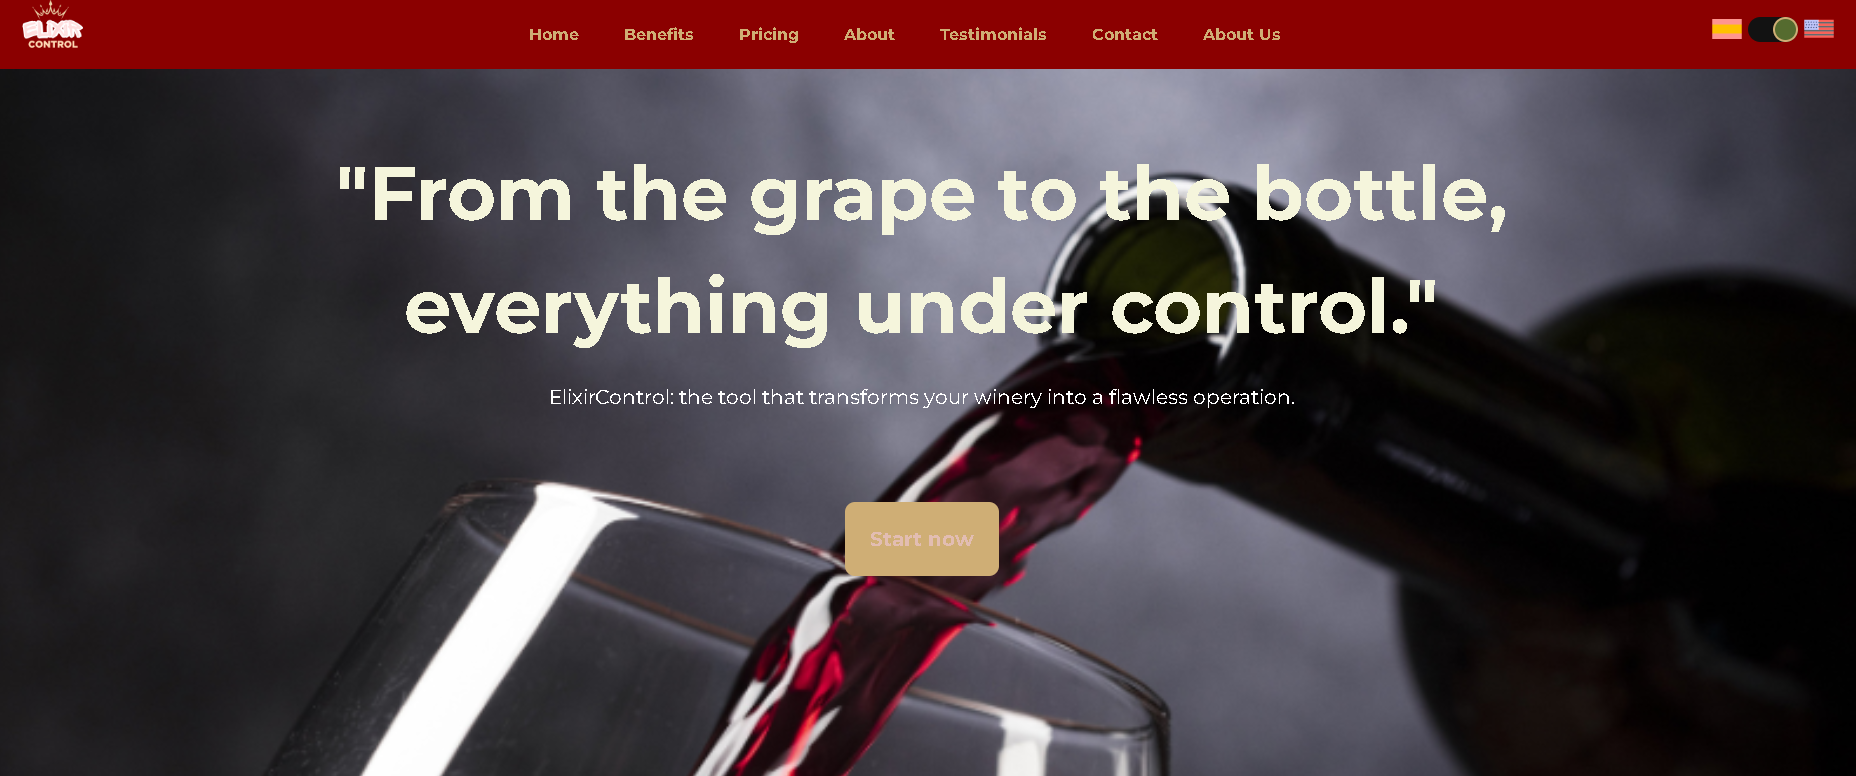 ELIXIR
CONTROL
Home
Benefits
Pricing
About
Testimonials
Contact
About Us
"From the grape to the bottle,
everything under control."
ElixirControl: the tool that transforms your winery into a flawless operation.
Start now